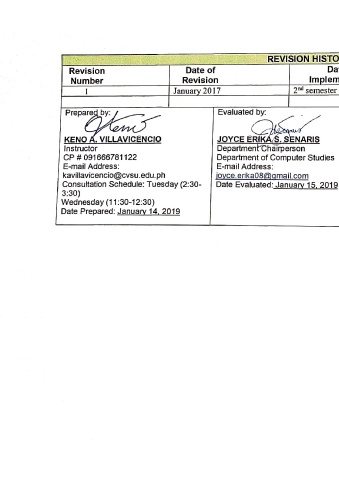 REVISION HISTO
Revision Number
Date of Revision
Da
Implem
1
January 2017
2nd semester
Prepared by:
KENO A. VILLAVICENCIO
Instructor
CP # 091666781122
E-mail Address:
kavillavicencio@cvsu.edu.ph
Consultation Schedule: Tuesday (2:30-
3:30)
Wednesday (11:30-12:30)
Date Prepared: January 14, 2019
Evaluated by:
JOYCE ERIKA S. SENARIS
Department Chairperson
Department of Computer Studies
E-mail Address:
joyce.erika08@gmail.com
Date Evaluated: January 15, 2019